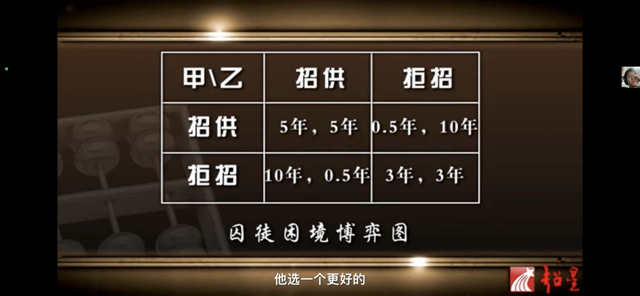 甲\乙 招供 拒招
招供 5年，5年 0.5年，10年
拒招 10年，0.5年 3年，3年
囚徒困境博弈图
他选一个更好的
超星